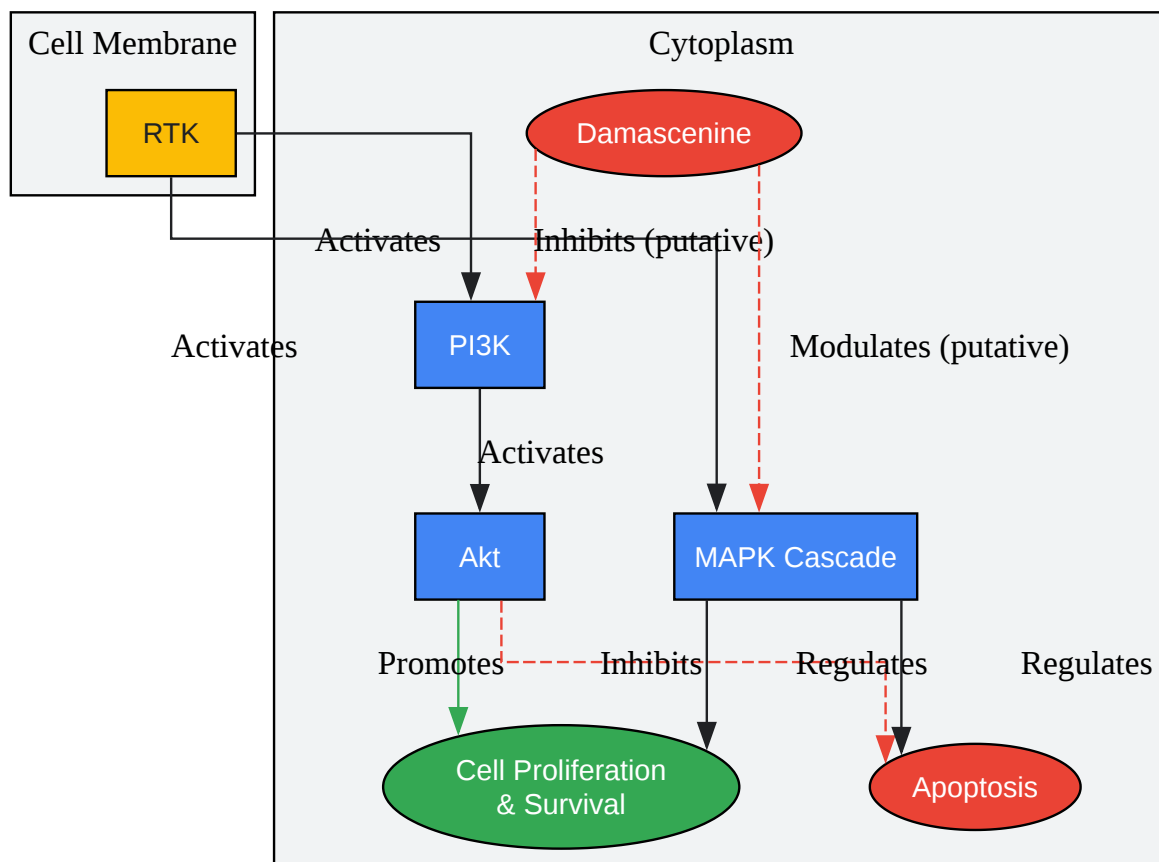 Cell Membrane
Cytoplasm
RTK
Damascenine
Activates
Inhibits (putative)
Activates
PI3K
Modulates (putative)
Activates
Akt
MAPK Cascade
Promotes
Inhibits
Regulates
Regulates
Cell Proliferation
& Survival
Apoptosis